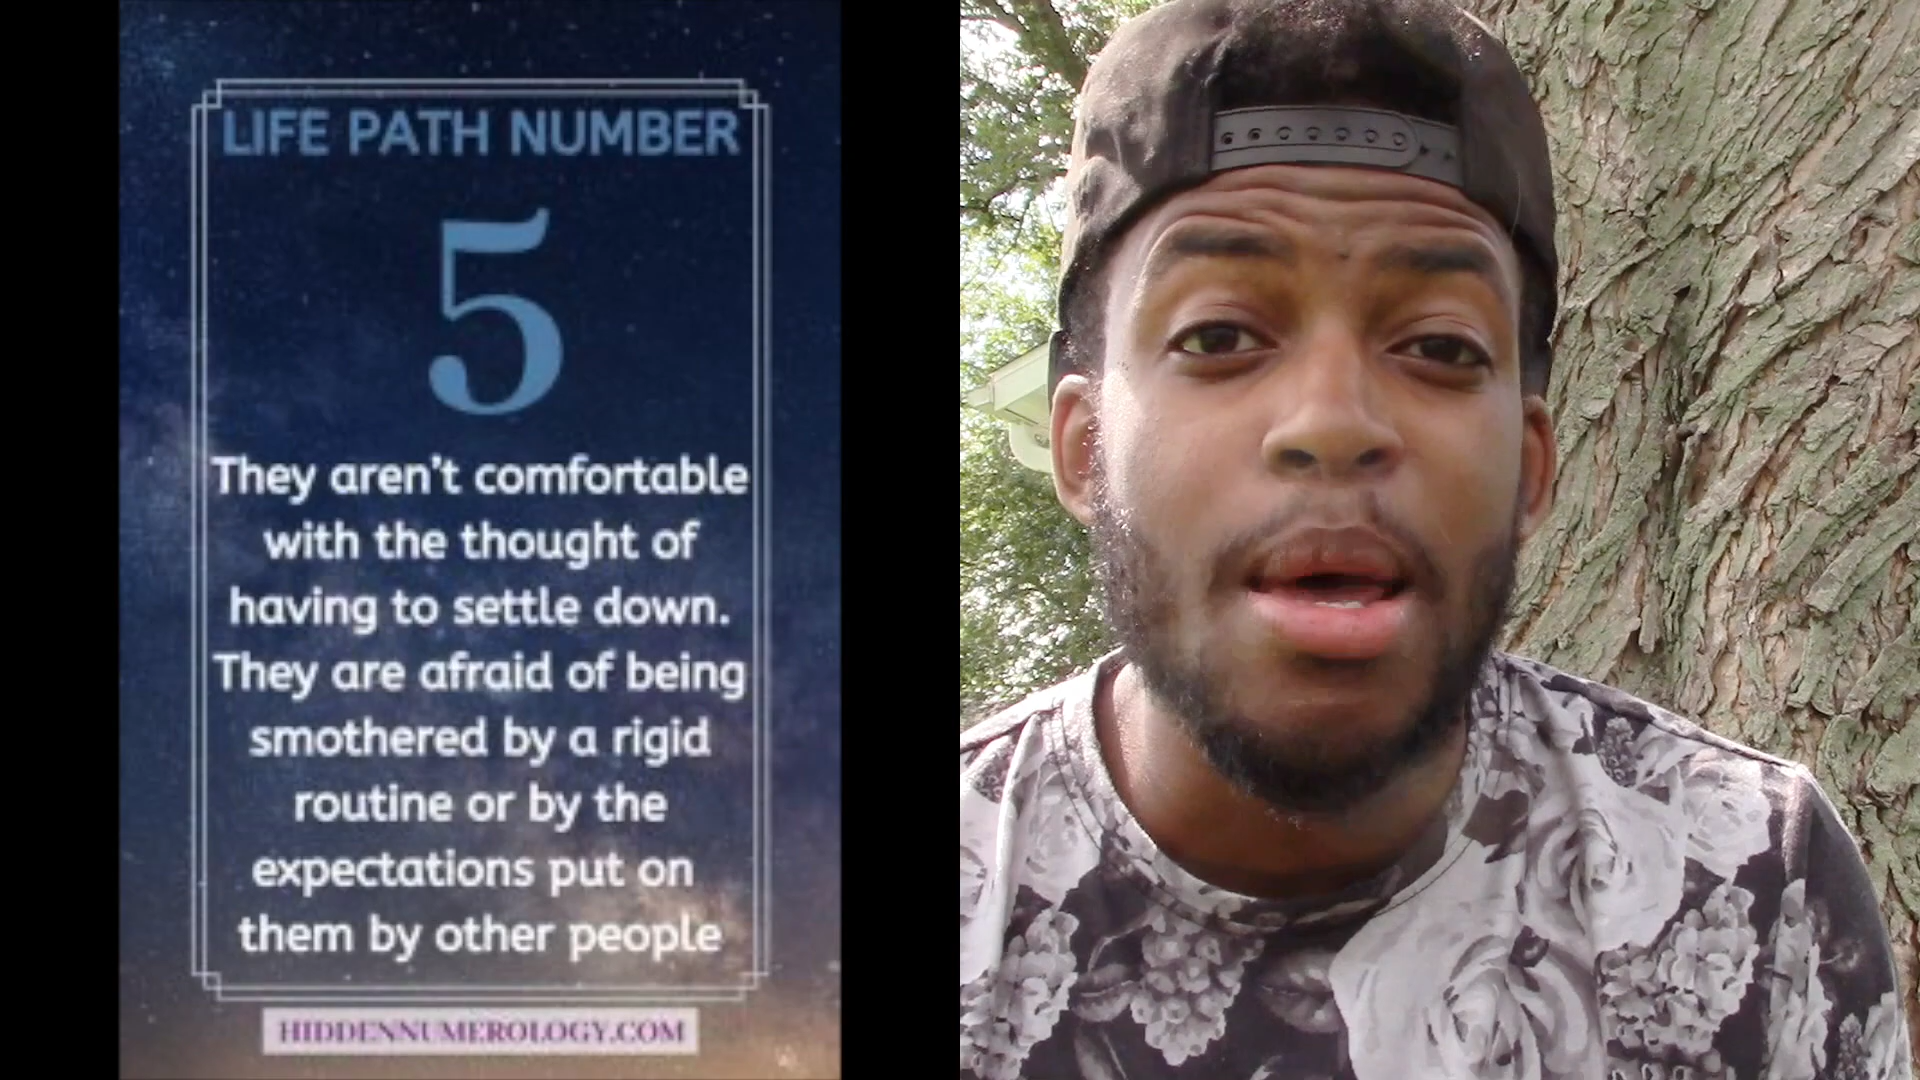 LIFE PATH NUMBER
5
They aren't comfortable
with the thought of
having to settle down.
They are afraid of being
smothered by a rigid
routine or by the
expectations put on
them by other people
HIDDENNUMEROLOGY.COM